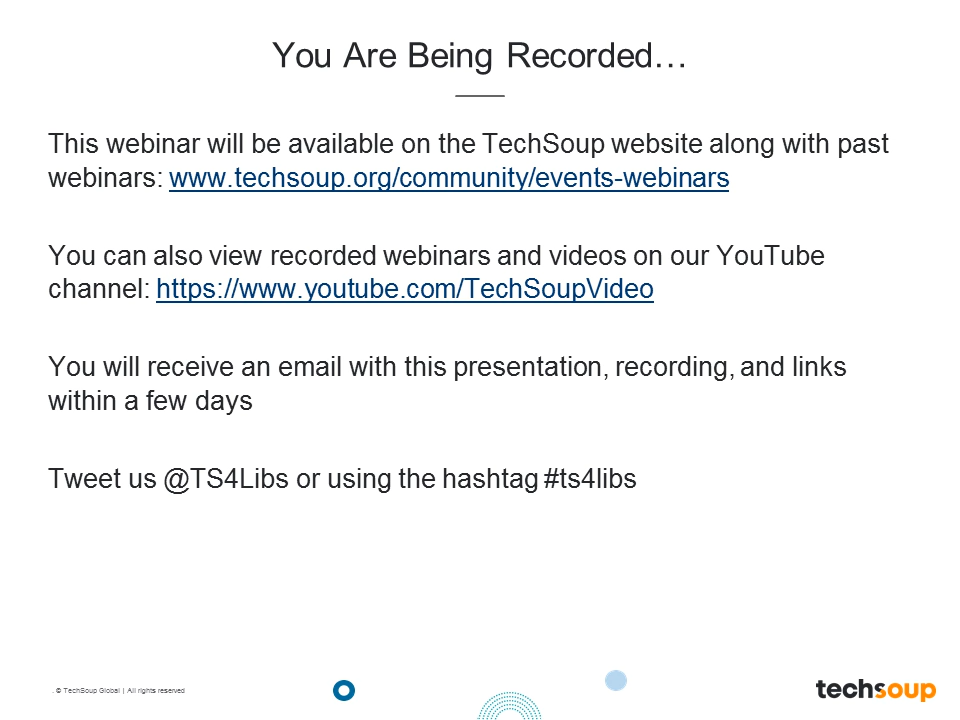 You Are Being Recorded…
This webinar will be available on the TechSoup website along with past
webinars: www.techsoup.org/community/events-webinars
You can also view recorded webinars and videos on our YouTube
channel: https://www.youtube.com/TechSoupVideo
You will receive an email with this presentation, recording, and links
within a few days
Tweet us @TS4Libs or using the hashtag #ts4libs
. © TechSoup Global | All rights reserved
techsoup